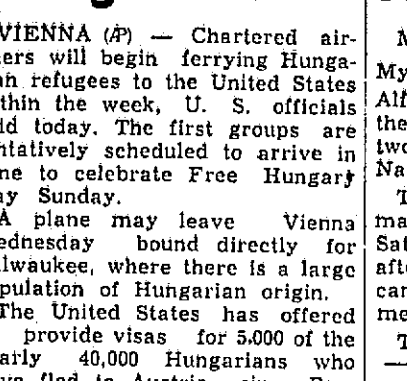 VIENNA (AP) — Chartered air-
ers will begin ferrying Hunga-
an refugees to the United States
thin the week, U. S. officials
id today. The first groups are
ntatively scheduled to arrive in
me to celebrate Free Hungary
ay Sunday.
A plane may leave Vienna
ednesday bound directly for
ilwaukee, where there is a large
pulation of Hungarian origin.
The United States has offered
provide visas for 5,000 of the
arly 40,000 Hungarians who
fled to Austria
M
My
Alf
the
two
Na
T
ma
Sat
afte
can
me
T